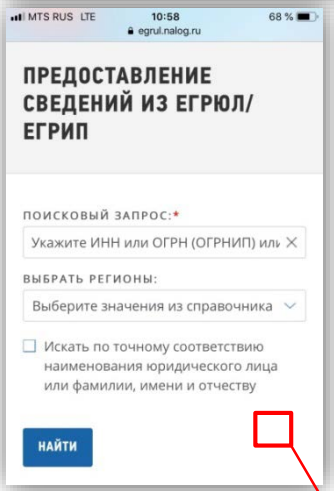 MTS RUS LTE 10:58 68 %
egrul.nalog.ru
ПРЕДОСТАВЛЕНИЕ
СВЕДЕНИЙ ИЗ ЕГРЮЛ/
ЕГРИП
ПОИСКОВЫЙ ЗАПРОС:*
Укажите ИНН или ОГРН (ОГРНИП) или
ВЫБРАТЬ РЕГИОНЫ:
Выберите значения из справочника
Искать по точному соответствию
наименования юридического лица
или фамилии, имени и отчеству
НАЙТИ